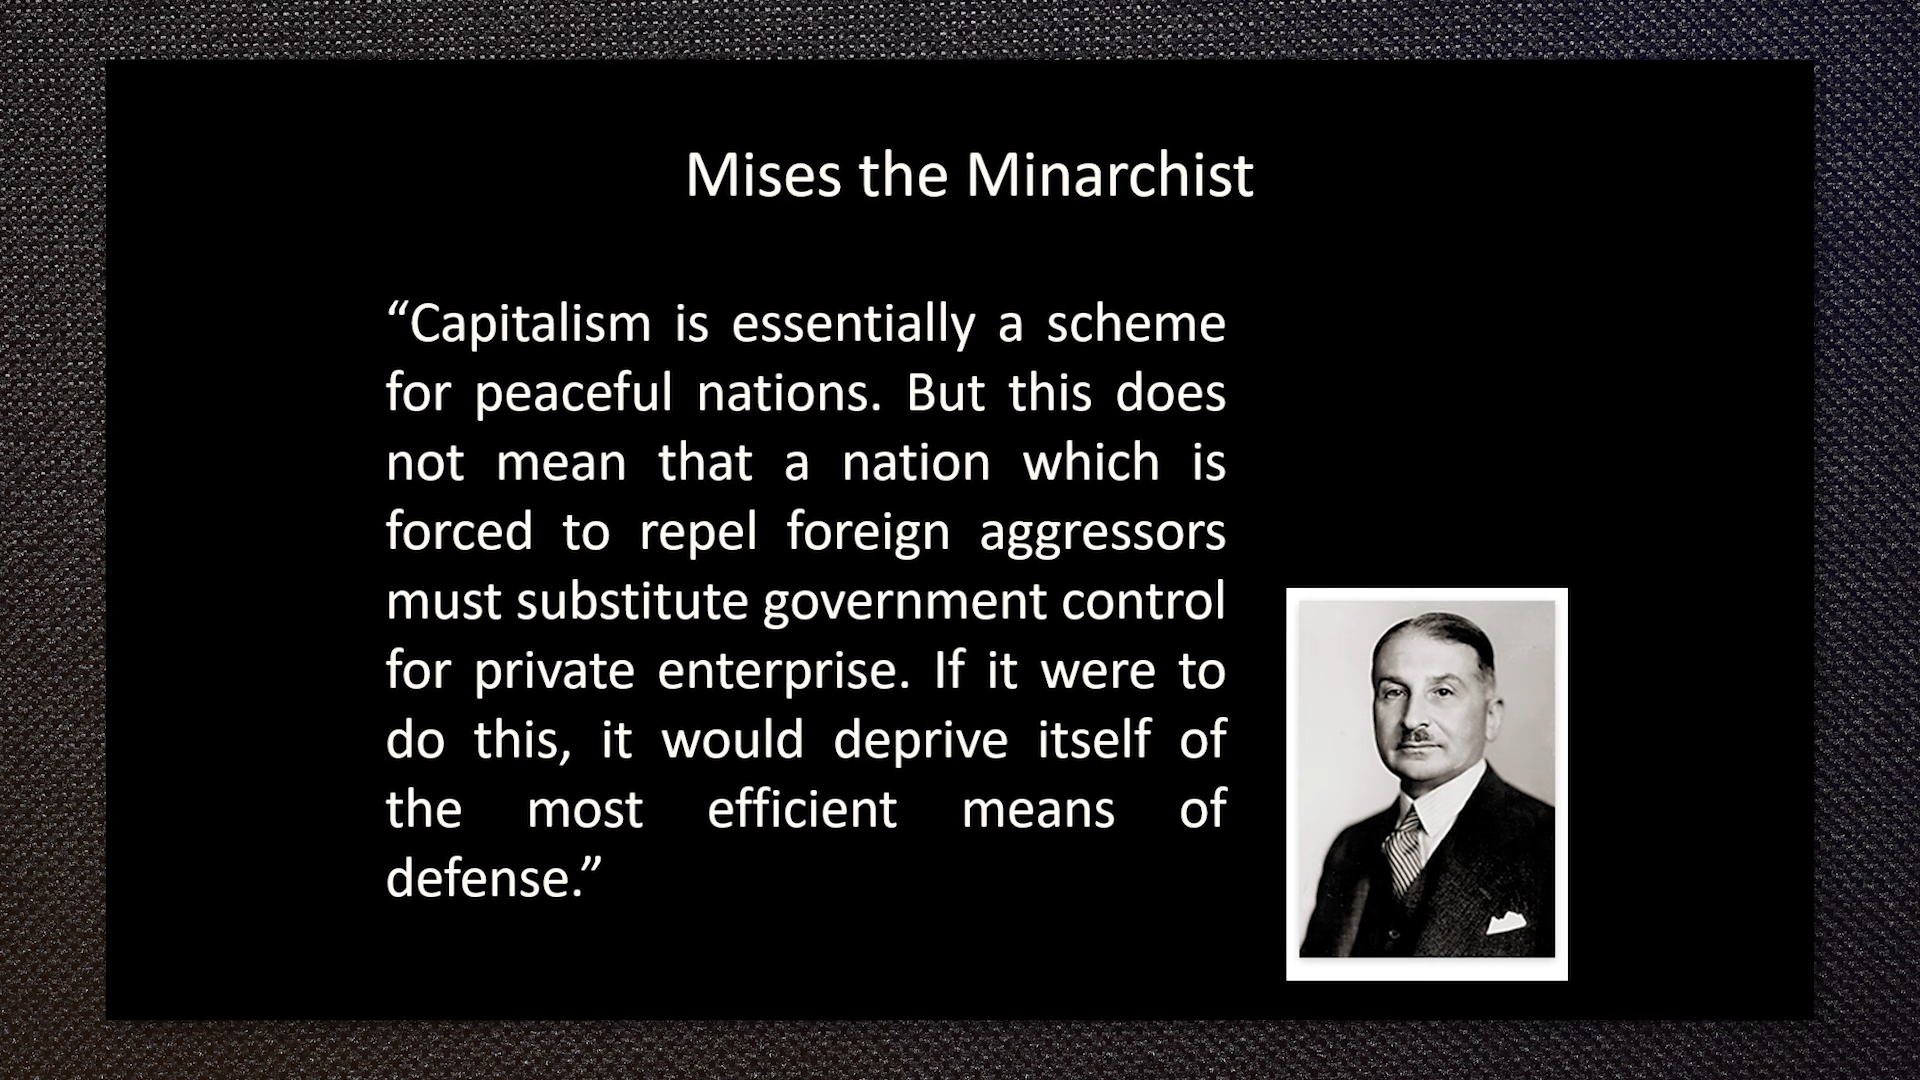 Mises the Minarchist
“Capitalism is essentially a scheme
for peaceful nations. But this does
not mean that a nation which is
forced to repel foreign aggressors
must substitute government control
for private enterprise. If it were to
do this, it would deprive itself of
the most efficient means of
defense.”